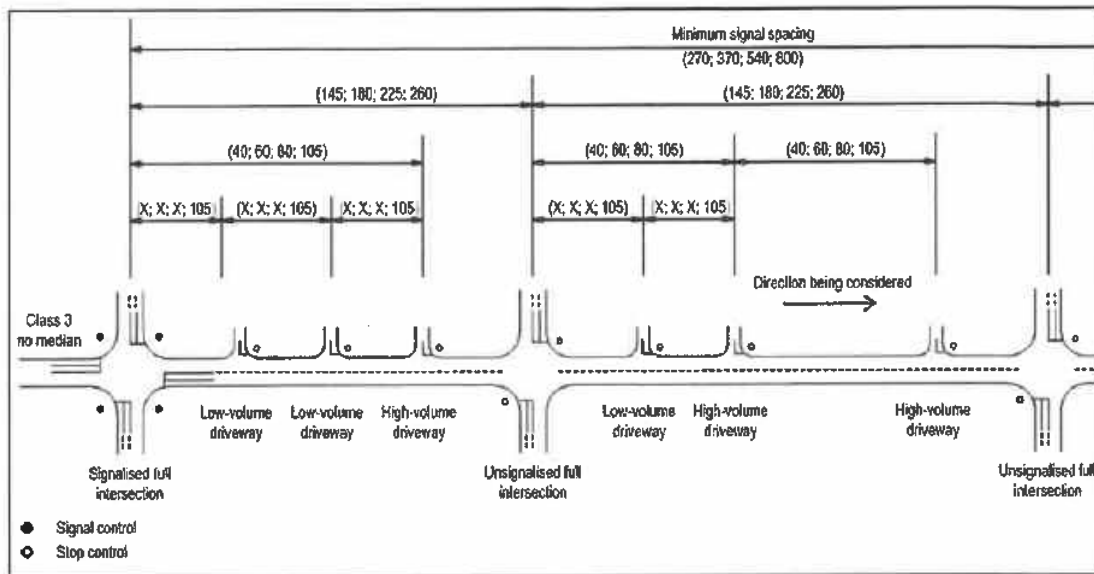 Minimum signal spacing
(270; 370; 540; 800)
(145; 180; 225; 260)
(145; 180; 225; 260)
(40; 60; 80; 105)
(40; 60; 80; 105)
(40; 60; 80; 105)
(X; X; X; 105)
(X; X; X; 105)
(X; X; X; 105)
(X; X; X; 105)
(X; X; X; 105)
Direction being considered
Class 3
no median
Low-volume
driveway
Low-volume
driveway
High-volume
driveway
Low-volume
driveway
High-volume
driveway
High-volume
driveway
Signalised full
intersection
Unsignalised full
intersection
Unsignalised full
intersection
Signal control
Stop control